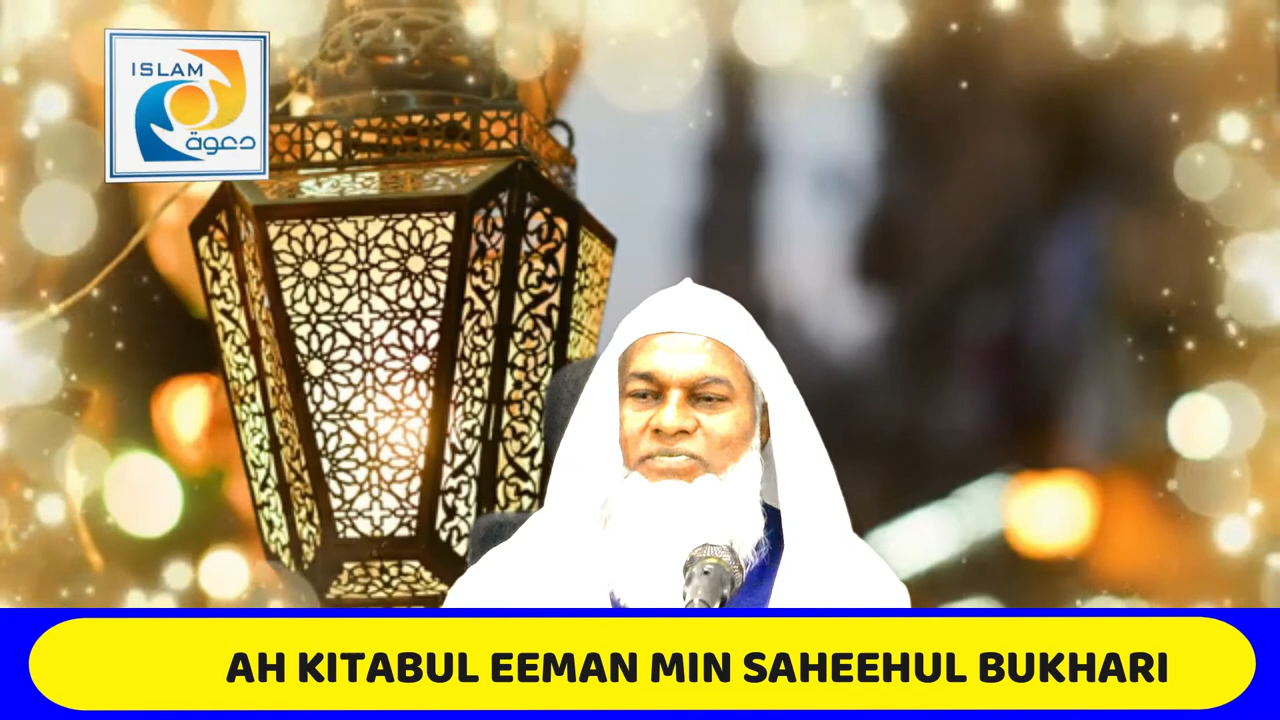 ISLAM
دعوة
AH KITABUL EEMAN MIN SAHEEHUL BUKHARI